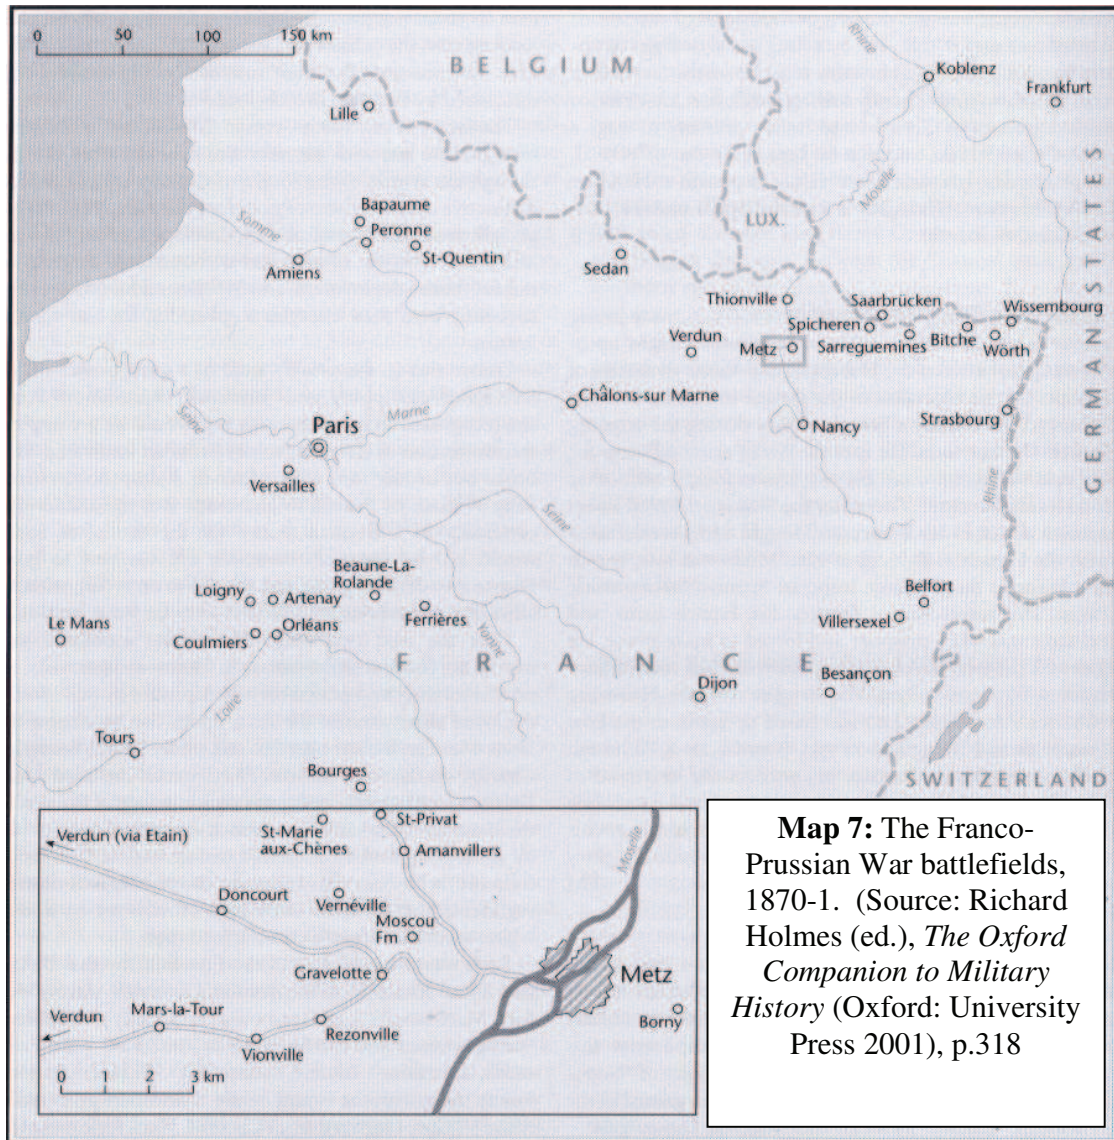 0 50 100 150 km
BELGIUM
Rhine
Koblenz
Frankfurt
Lille
Moselle
GERMAN STATES
Bapaume
Somme
Peronne
LUX.
Amiens
St-Quentin
Sedan
Thionville
Saarbrücken
Wissembourg
Spicheren
Verdun
Metz
Sarreguemines
Bitche
Wörth
Châlons-sur Marne
Seine
Marne
Paris
Nancy
Strasbourg
Versailles
Rhine
Seine
Beaune-La-
Rolande
Belfort
Loigny
Artenay
Ferrières
Le Mans
Orléans
Villersexel
Coulmiers
Yonne
FRANCE
Besançon
Dijon
Loire
Tours
Bourges
SWITZERLAND
St-Privat
Verdun (via Etain)
St-Marie
aux-Chènes
Amanvillers
Moselle
Doncourt
Vernéville
Moscou
Fm
Gravelotte
Metz
Mars-la-Tour
Verdun
Rezonville
Borny
Vionville
0 1 2 3 km
Map 7: The Franco-
Prussian War battlefields,
1870-1. (Source: Richard
Holmes (ed.), The Oxford
Companion to Military
History (Oxford: University
Press 2001), p.318